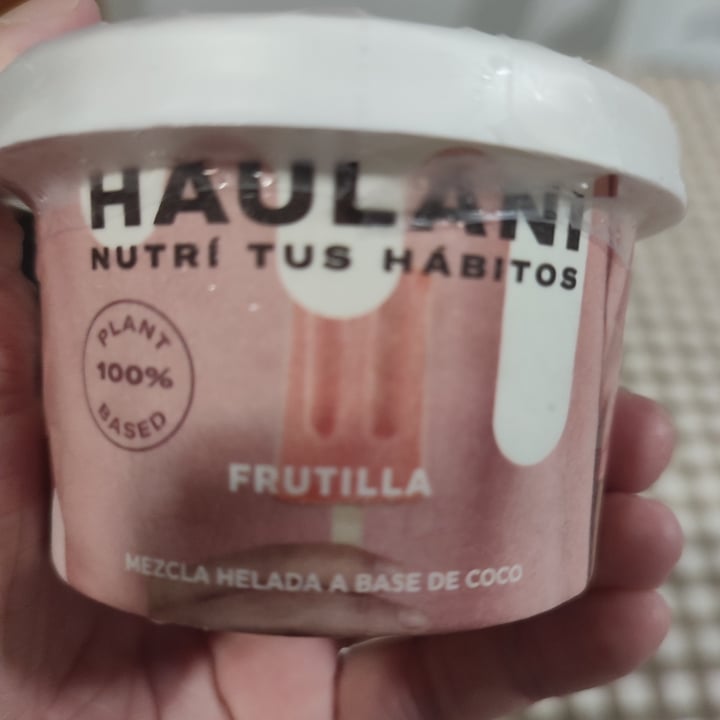 HAULANI
NUTRÍ TUS HÁBITOS
PLANT
100%
BASED
FRUTILLA
MEZCLA HELADA A BASE DE COCO